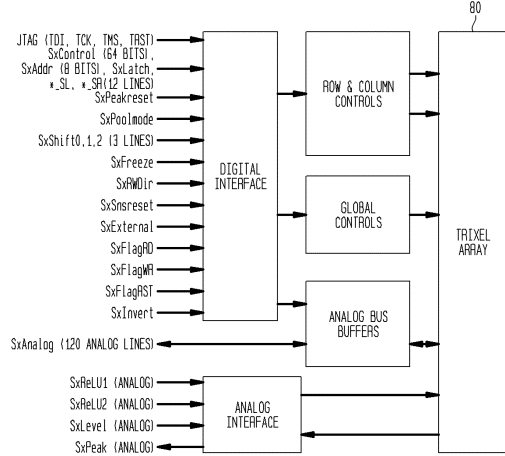 80
JTAG (TDI, TCK, TMS, TRST)
SxControl (64 BITS),
SxAddr (8 BITS), SxLatch,
*_SL, *_SR(12 LINES)
SxPeakreset
SxPoolmode
SxShift0,1,2 (3 LINES)
SxFreeze
SxRWDir
SxSnsreset
SxExternal
SxFlagRD
SxFlagWR
SxFlagRST
SxInvert
SxAnalog (120 ANALOG LINES)
SxReLU1 (ANALOG)
SxReLU2 (ANALOG)
SxLevel (ANALOG)
SxPeak (ANALOG)
DIGITAL
INTERFACE
ANALOG
INTERFACE
ROW & COLUMN
CONTROLS
GLOBAL
CONTROLS
ANALOG BUS
BUFFERS
TRIXEL
ARRAY